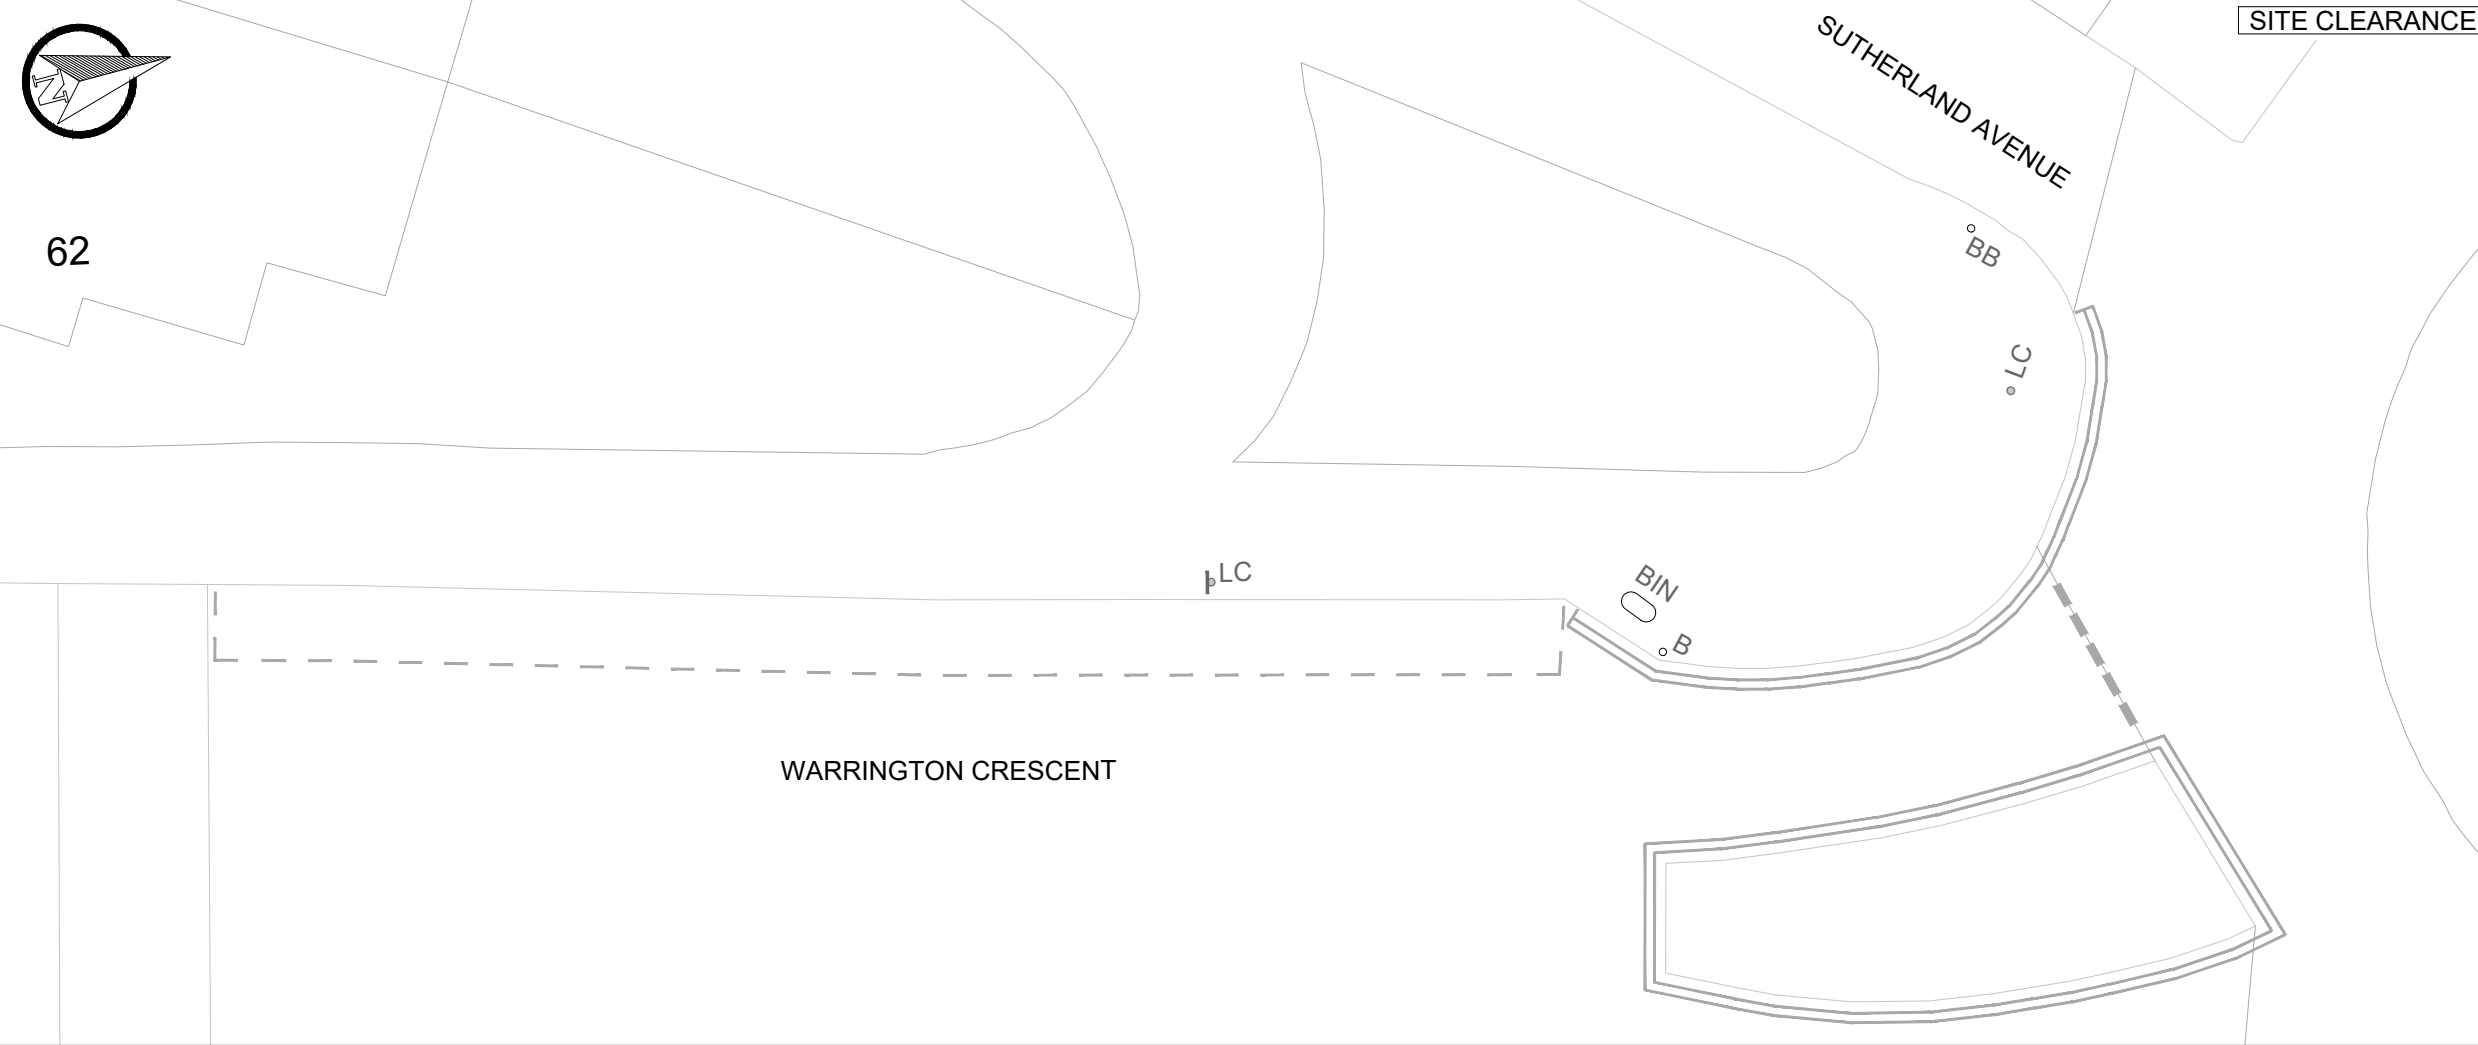 SITE CLEARANCE
SUTHERLAND AVENUE
N
62
BB
LC
LC
BIN
B
WARRINGTON CRESCENT